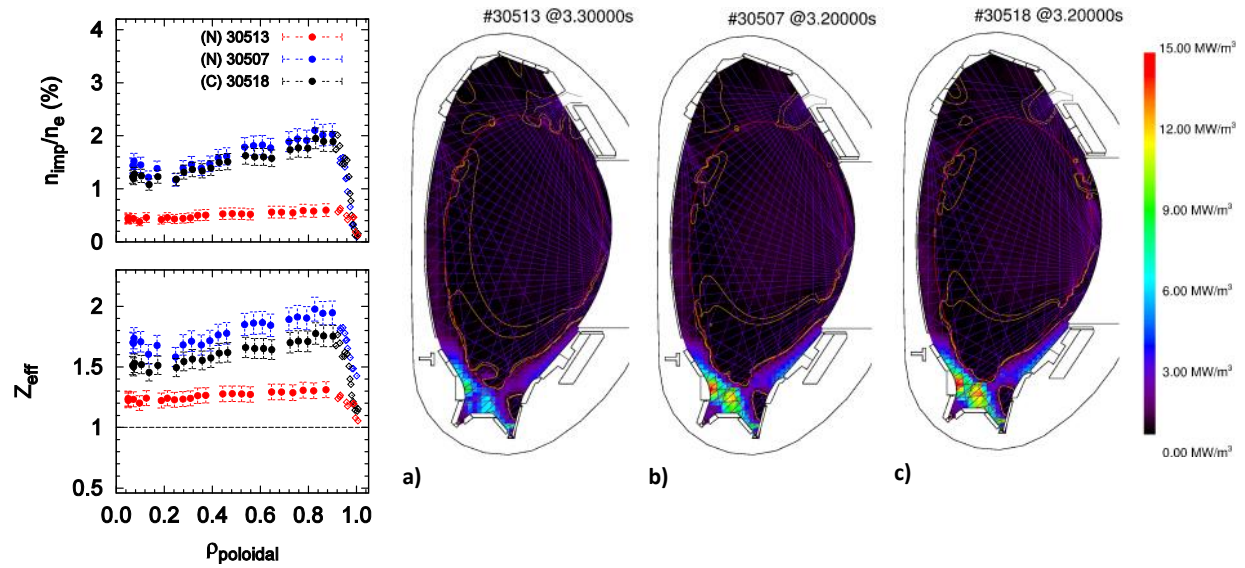 4
3
2
1
0
n_imp/n_e (%)
(N) 30513
(N) 30507
(C) 30518
2
1.5
1
0.5
Z_eff
0.0 0.2 0.4 0.6 0.8 1.0
ρ_poloidal
#30513 @3.30000s
#30507 @3.20000s
#30518 @3.20000s
a)
b)
c)
15.00 MW/m³
12.00 MW/m³
9.00 MW/m³
6.00 MW/m³
3.00 MW/m³
0.00 MW/m³